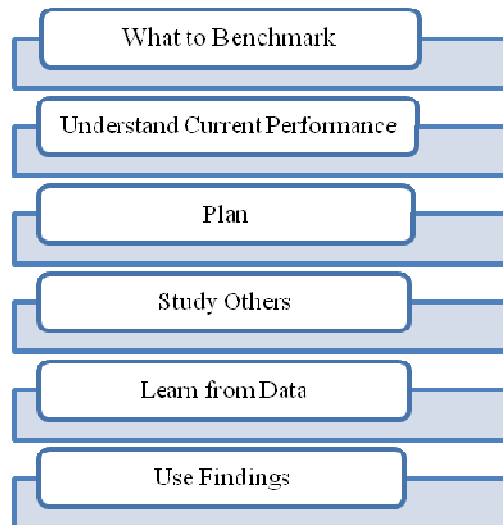 What to Benchmark
Understand Current Performance
Plan
Study Others
Learn from Data
Use Findings